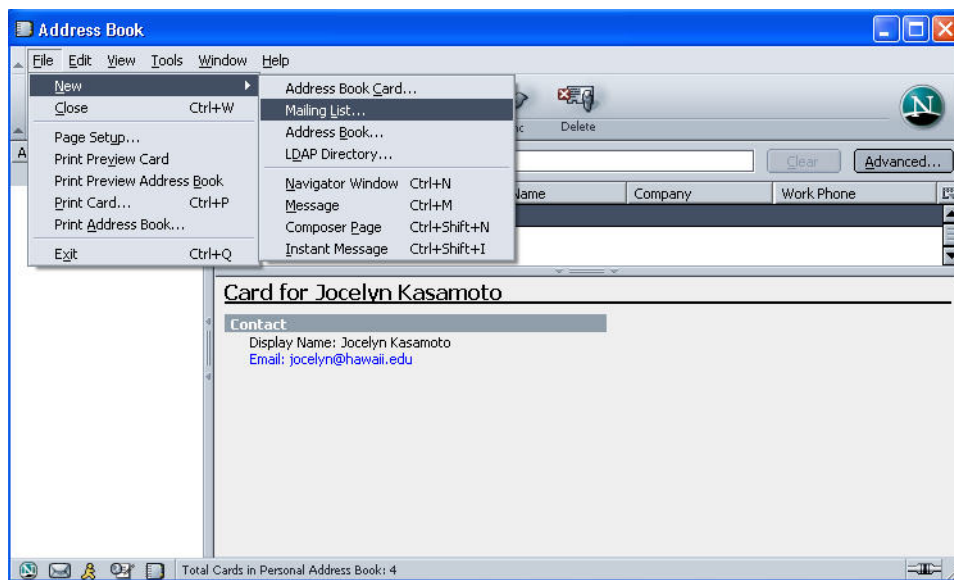 Address Book
File Edit View Tools Window Help
New
Close Ctrl+W
Page Setup...
Print Preview Card
Print Preview Address Book
Print Card... Ctrl+P
Print Address Book...
Exit Ctrl+Q
Address Book Card...
Mailing List...
Address Book...
LDAP Directory...
Navigator Window Ctrl+N
Message Ctrl+M
Composer Page Ctrl+Shift+N
Instant Message Ctrl+Shift+I
Delete
N
Clear Advanced...
Name Company Work Phone
Card for Jocelyn Kasamoto
Contact
Display Name: Jocelyn Kasamoto
Email: jocelyn@hawaii.edu
Total Cards in Personal Address Book: 4